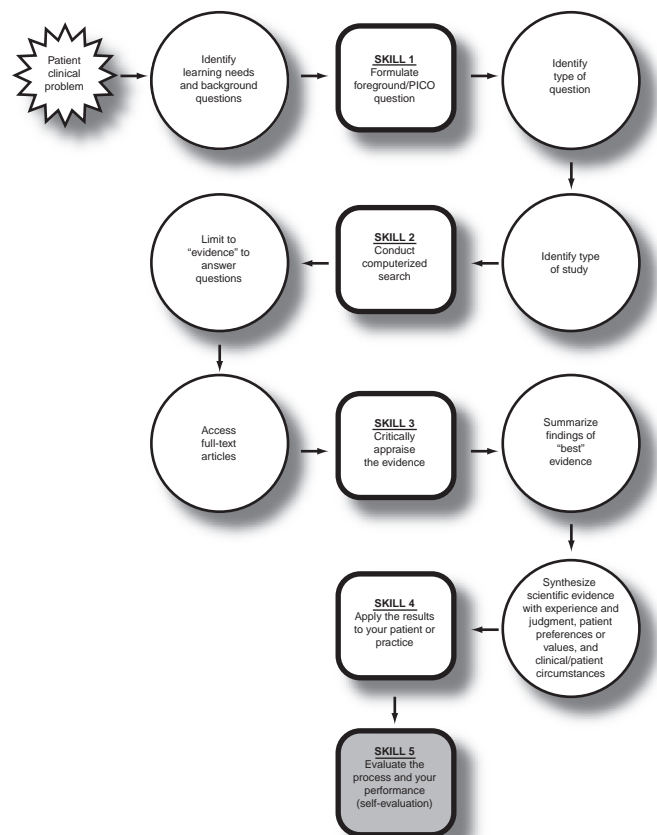 Patient
clinical
problem
Identify
learning needs
and background
questions
SKILL 1
Formulate
foreground/PICO
question
Identify
type of
question
Limit to
“evidence” to
answer
questions
SKILL 2
Conduct
computerized
search
Identify type
of study
Access
full-text
articles
SKILL 3
Critically
appraise
the evidence
Summarize
findings of
“best”
evidence
SKILL 4
Apply the results
to your patient or
practice
Synthesize
scientific evidence
with experience and
judgment, patient
preferences or
values, and
clinical/patient
circumstances
SKILL 5
Evaluate the
process and your
performance
(self-evaluation)